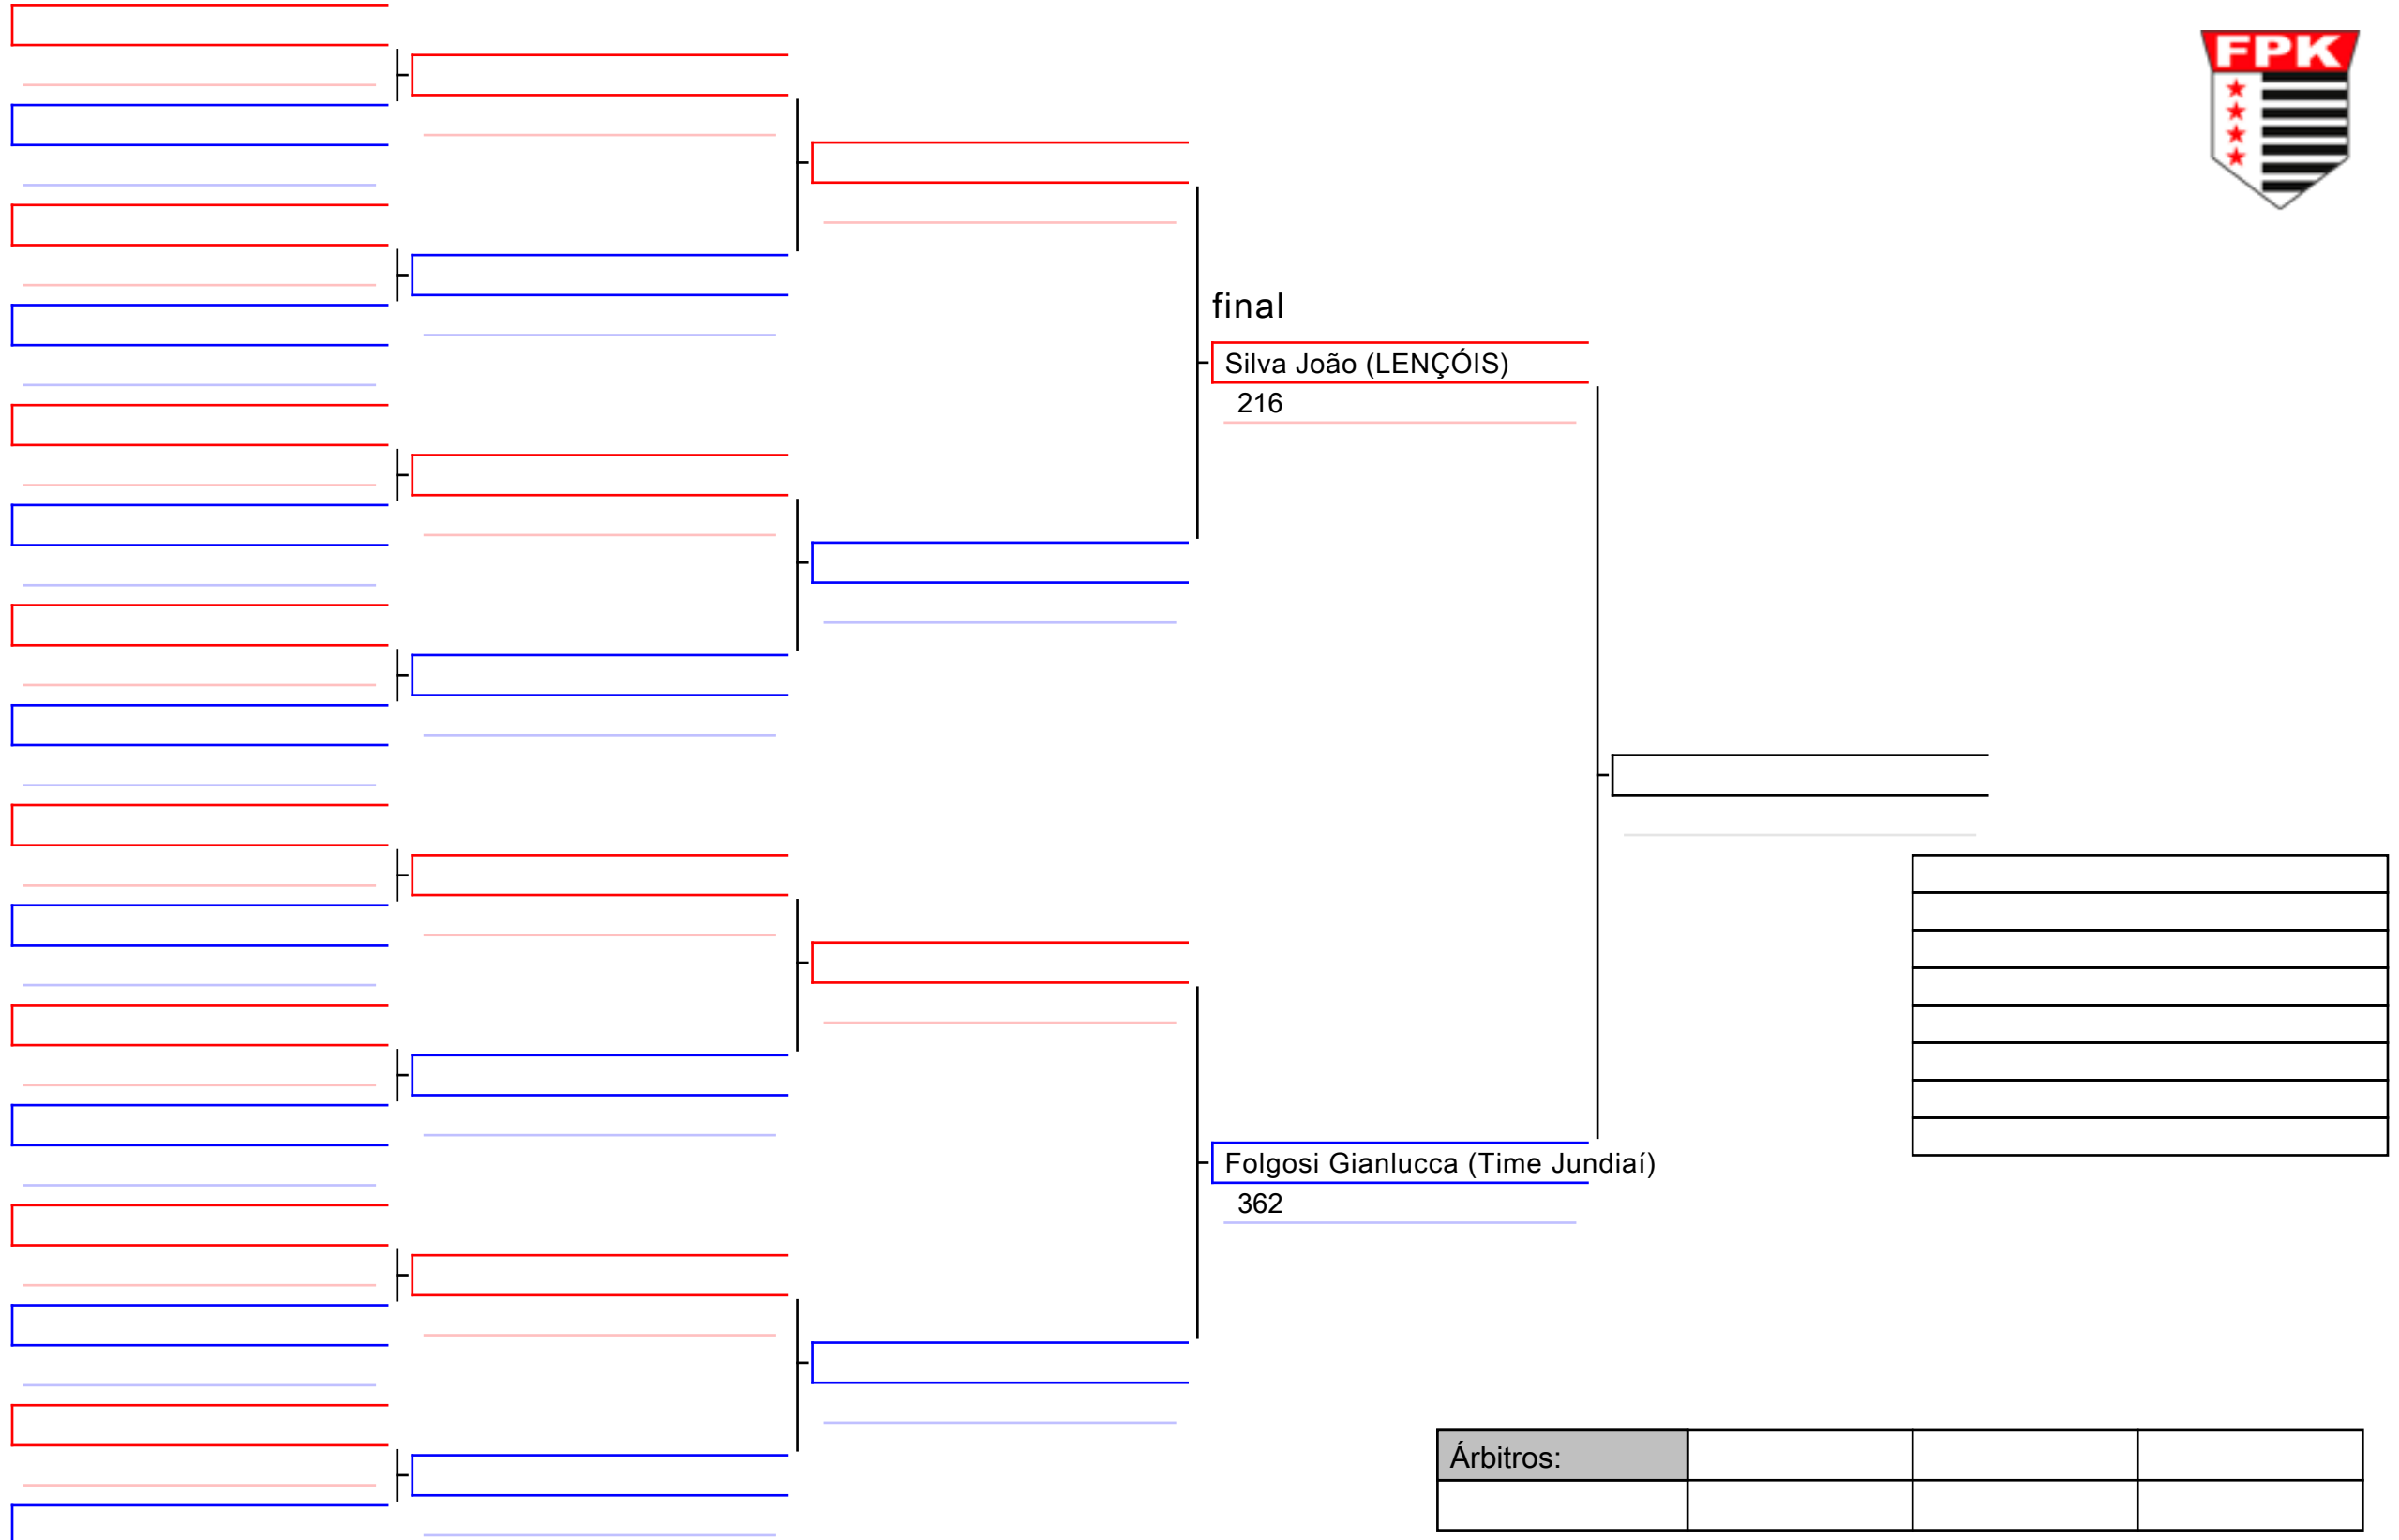 FPK
final
Silva João (LENÇÓIS)
216
Folgosi Gianlucca (Time Jundiaí)
362
Árbitros: